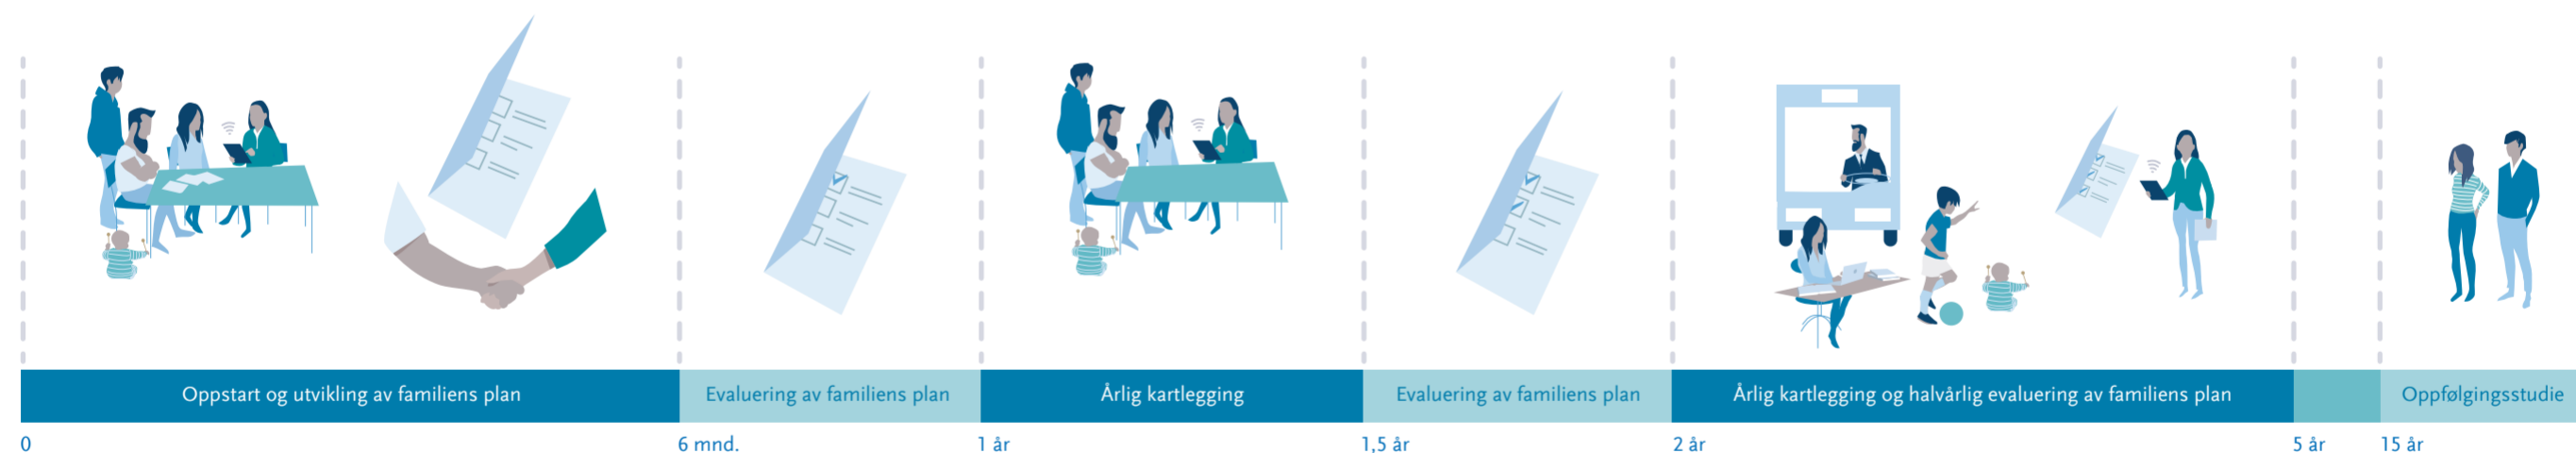 Oppstart og utvikling av familiens plan
Evaluering av familiens plan
Årlig kartlegging
Evaluering av familiens plan
Årlig kartlegging og halvårlig evaluering av familiens plan
Oppfølgingsstudie
0
6 mnd.
1 år
1,5 år
2 år
5 år
15 år